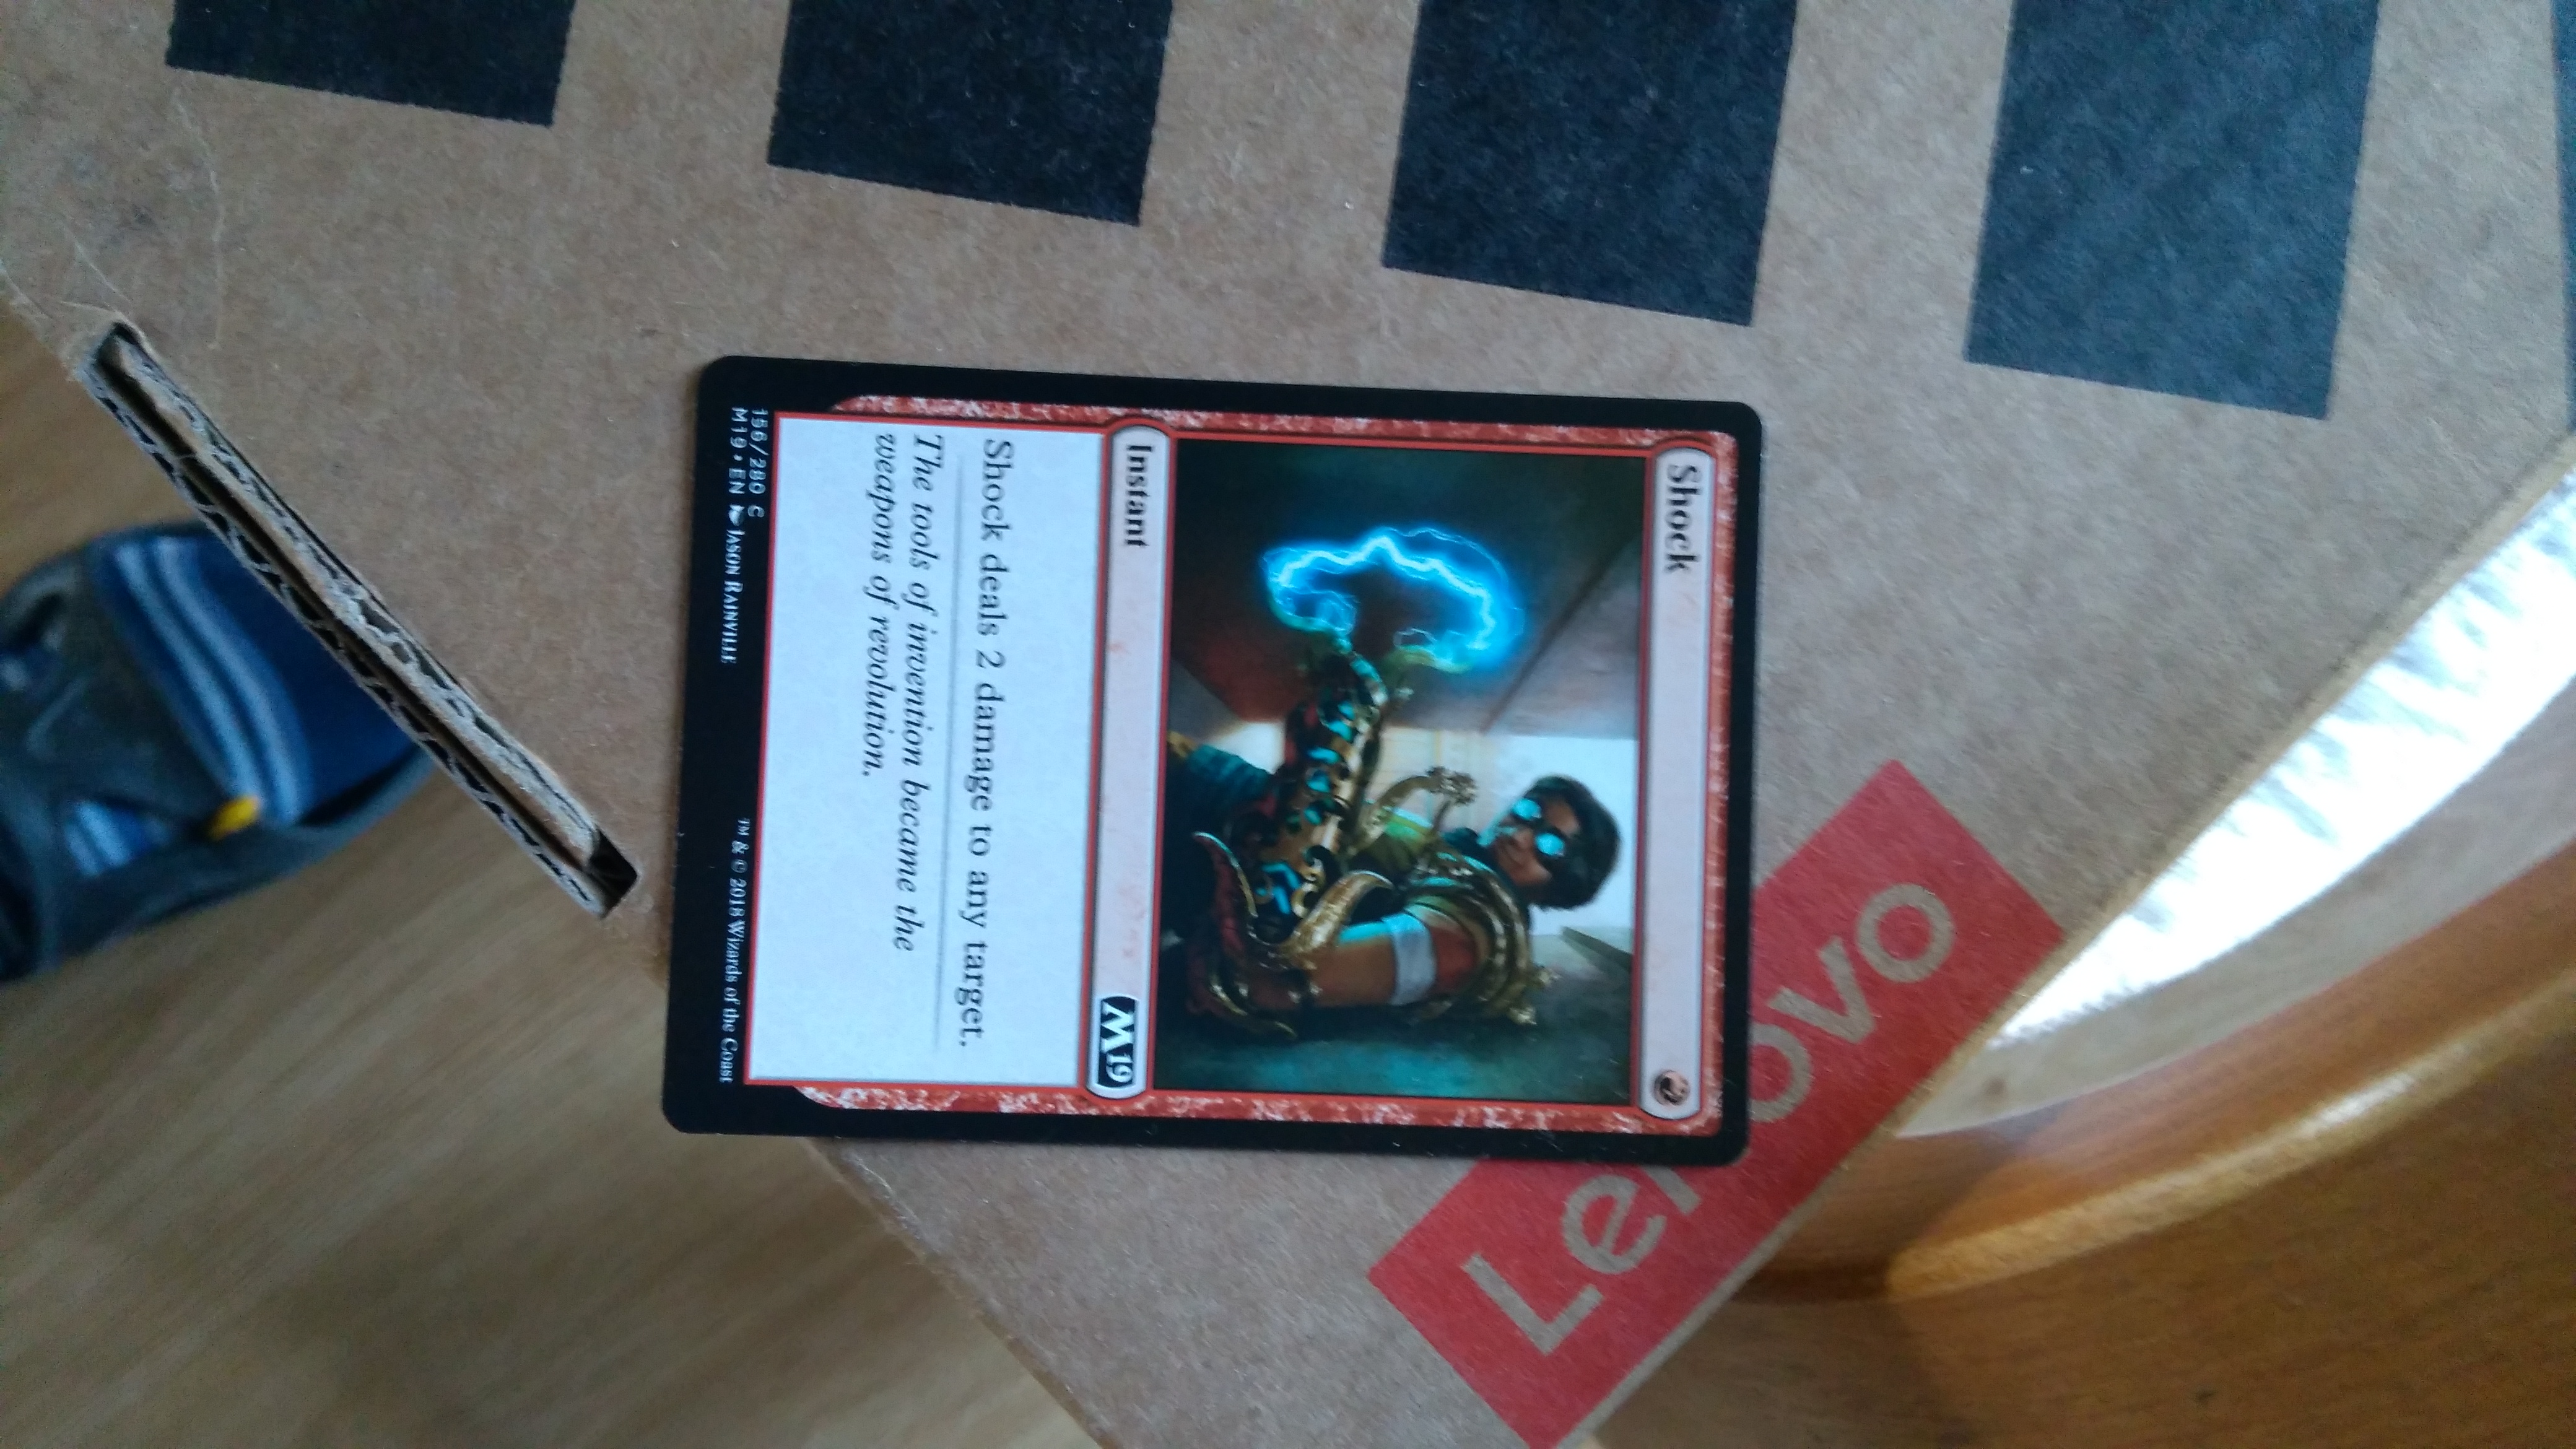 Shock
Instant
M19
Shock deals 2 damage to any target.
The tools of invention became the
weapons of revolution.
156/280 C
M19 • EN JASON RAINVILLE
™ & © 2018 Wizards of the Coast
Lenovo